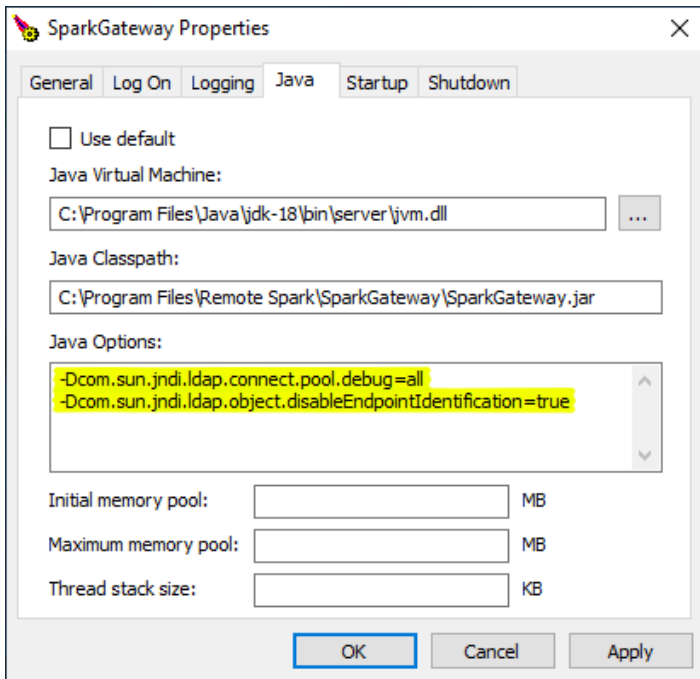 SparkGateway Properties
General Log On Logging Java Startup Shutdown
Use default
Java Virtual Machine:
C:\Program Files\Java\jdk-18\bin\server\jvm.dll
...
Java Classpath:
C:\Program Files\Remote Spark\SparkGateway\SparkGateway.jar
Java Options:
-Dcom.sun.jndi.ldap.connect.pool.debug=all
-Dcom.sun.jndi.ldap.object.disableEndpointIdentification=true
Initial memory pool: MB
Maximum memory pool: MB
Thread stack size: KB
OK Cancel Apply